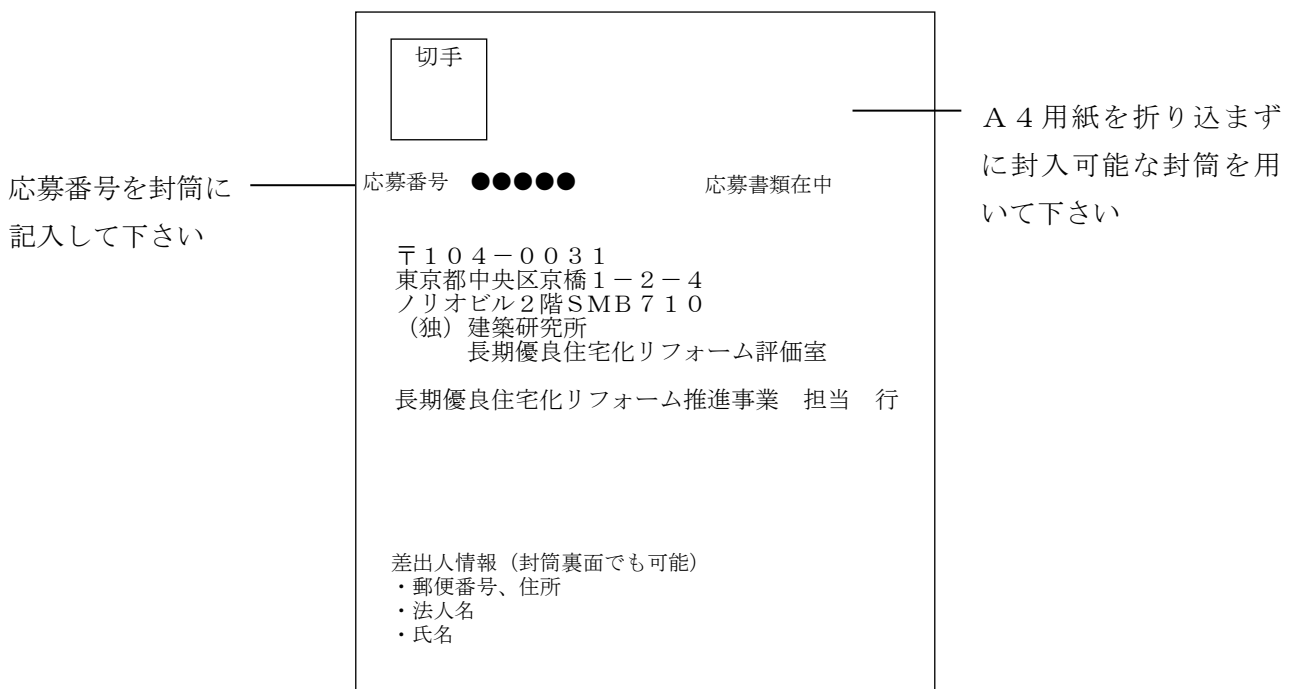 切手
Ａ４用紙を折り込まず
に封入可能な封筒を用
いて下さい
応募番号を封筒に
記入して下さい
応募番号　●●●●●
応募書類在中
〒１０４－００３１
東京都中央区京橋１－２－４
ノリオビル２階ＳＭＢ７１０
（独）建築研究所
長期優良住宅化リフォーム評価室
長期優良住宅化リフォーム推進事業　担当　行
差出人情報（封筒裏面でも可能）
・郵便番号、住所
・法人名
・氏名